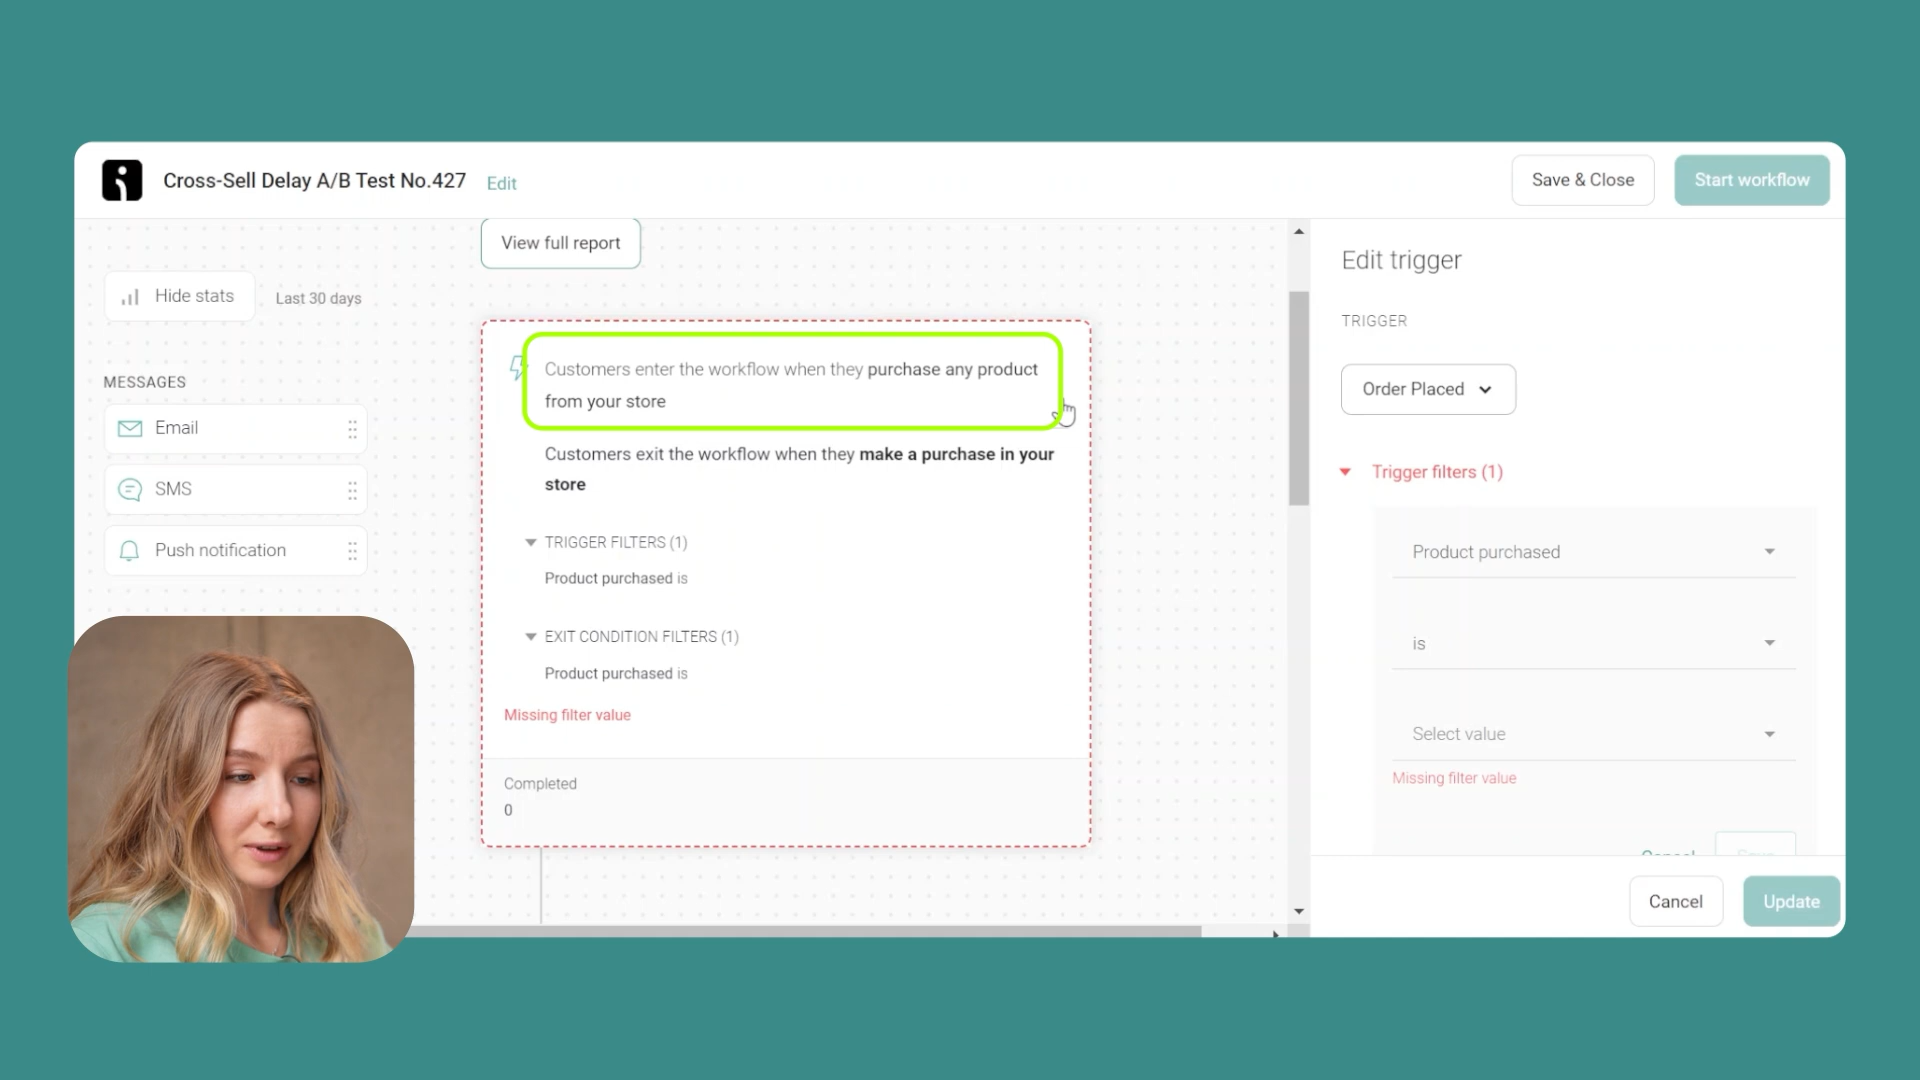 Cross-Sell Delay A/B Test No.427 Edit
Save & Close
Start workflow
View full report
Hide stats
Last 30 days
MESSAGES
Email
SMS
Push notification
Customers enter the workflow when they purchase any product
from your store
Customers exit the workflow when they make a purchase in your
store
TRIGGER FILTERS (1)
Product purchased is
EXIT CONDITION FILTERS (1)
Product purchased is
Missing filter value
Completed
0
Edit trigger
TRIGGER
Order Placed
Trigger filters (1)
Product purchased
is
Select value
Missing filter value
Cancel
Save
Cancel
Update